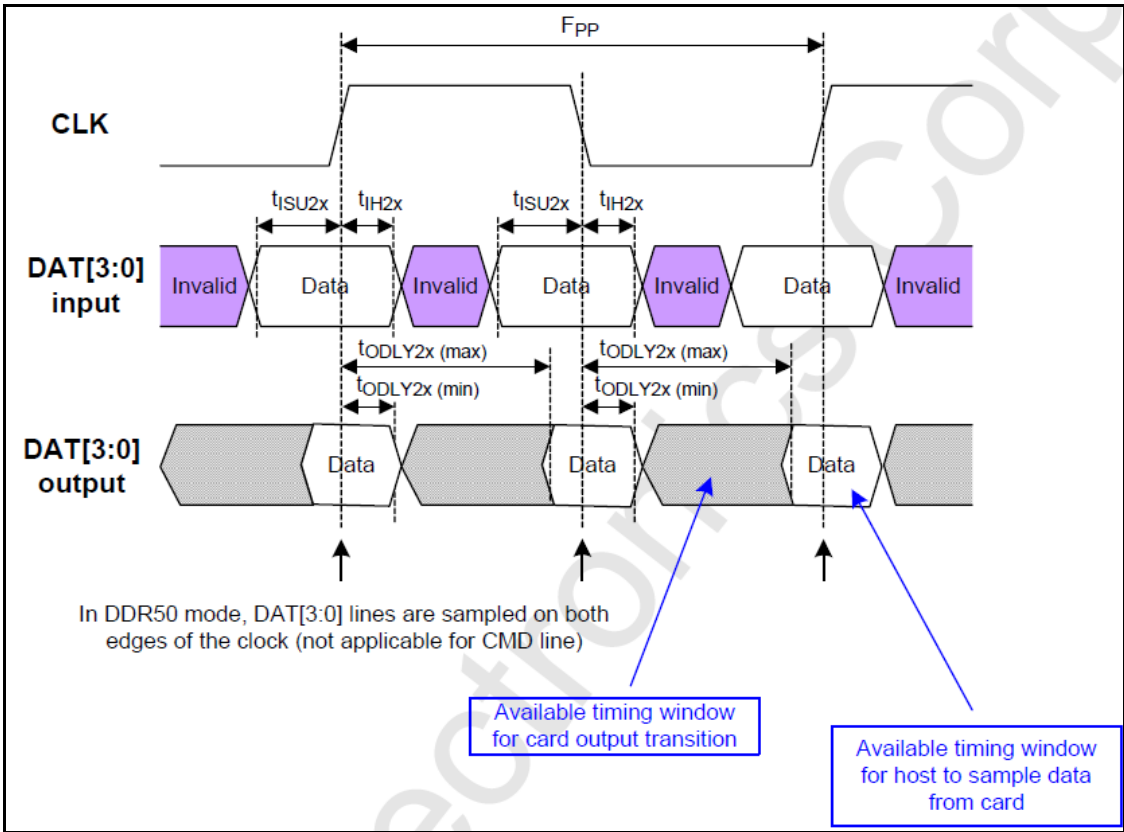 FPP
CLK
tISU2x tIH2x tISU2x tIH2x
DAT[3:0]
input
Invalid Data Invalid Data Invalid Data Invalid
tODLY2x (max) tODLY2x (max)
tODLY2x (min) tODLY2x (min)
DAT[3:0]
output
Data Data Data
In DDR50 mode, DAT[3:0] lines are sampled on both
edges of the clock (not applicable for CMD line)
Available timing window
for card output transition
Available timing window
for host to sample data
from card
ectronics Corp